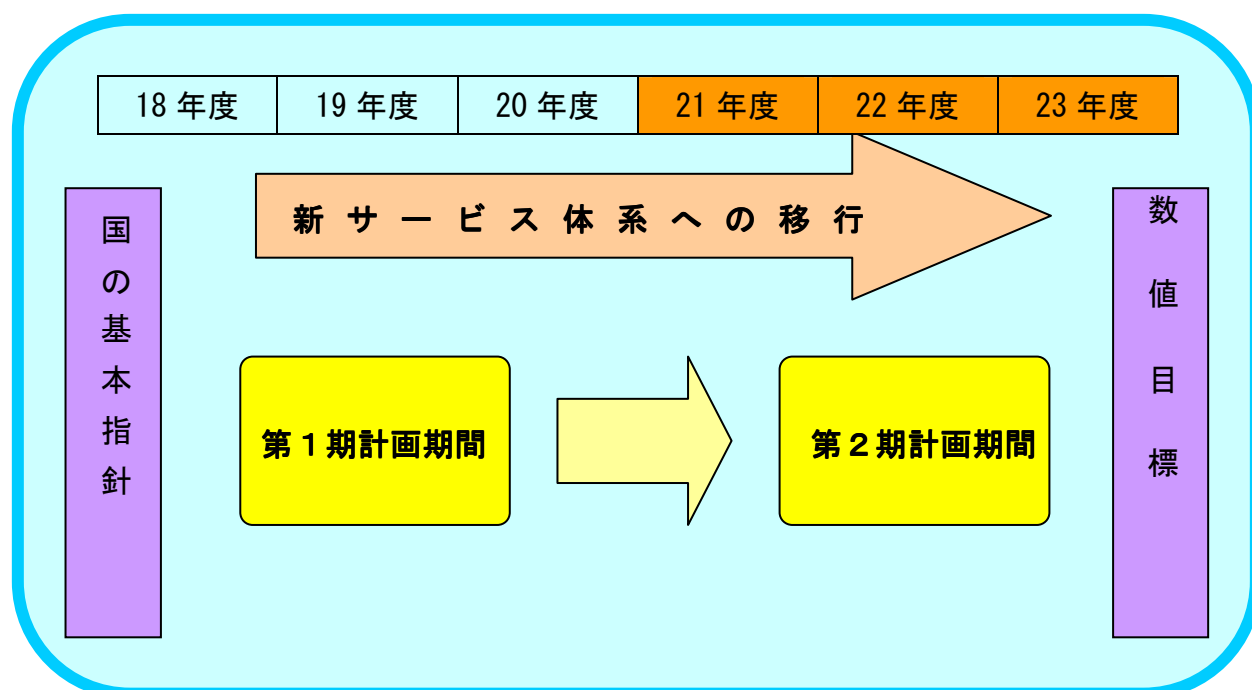 18 年度 19 年度 20 年度 21 年度 22 年度 23 年度
新サービス体系への移行
国の基本指針
数値目標
第１期計画期間
第２期計画期間